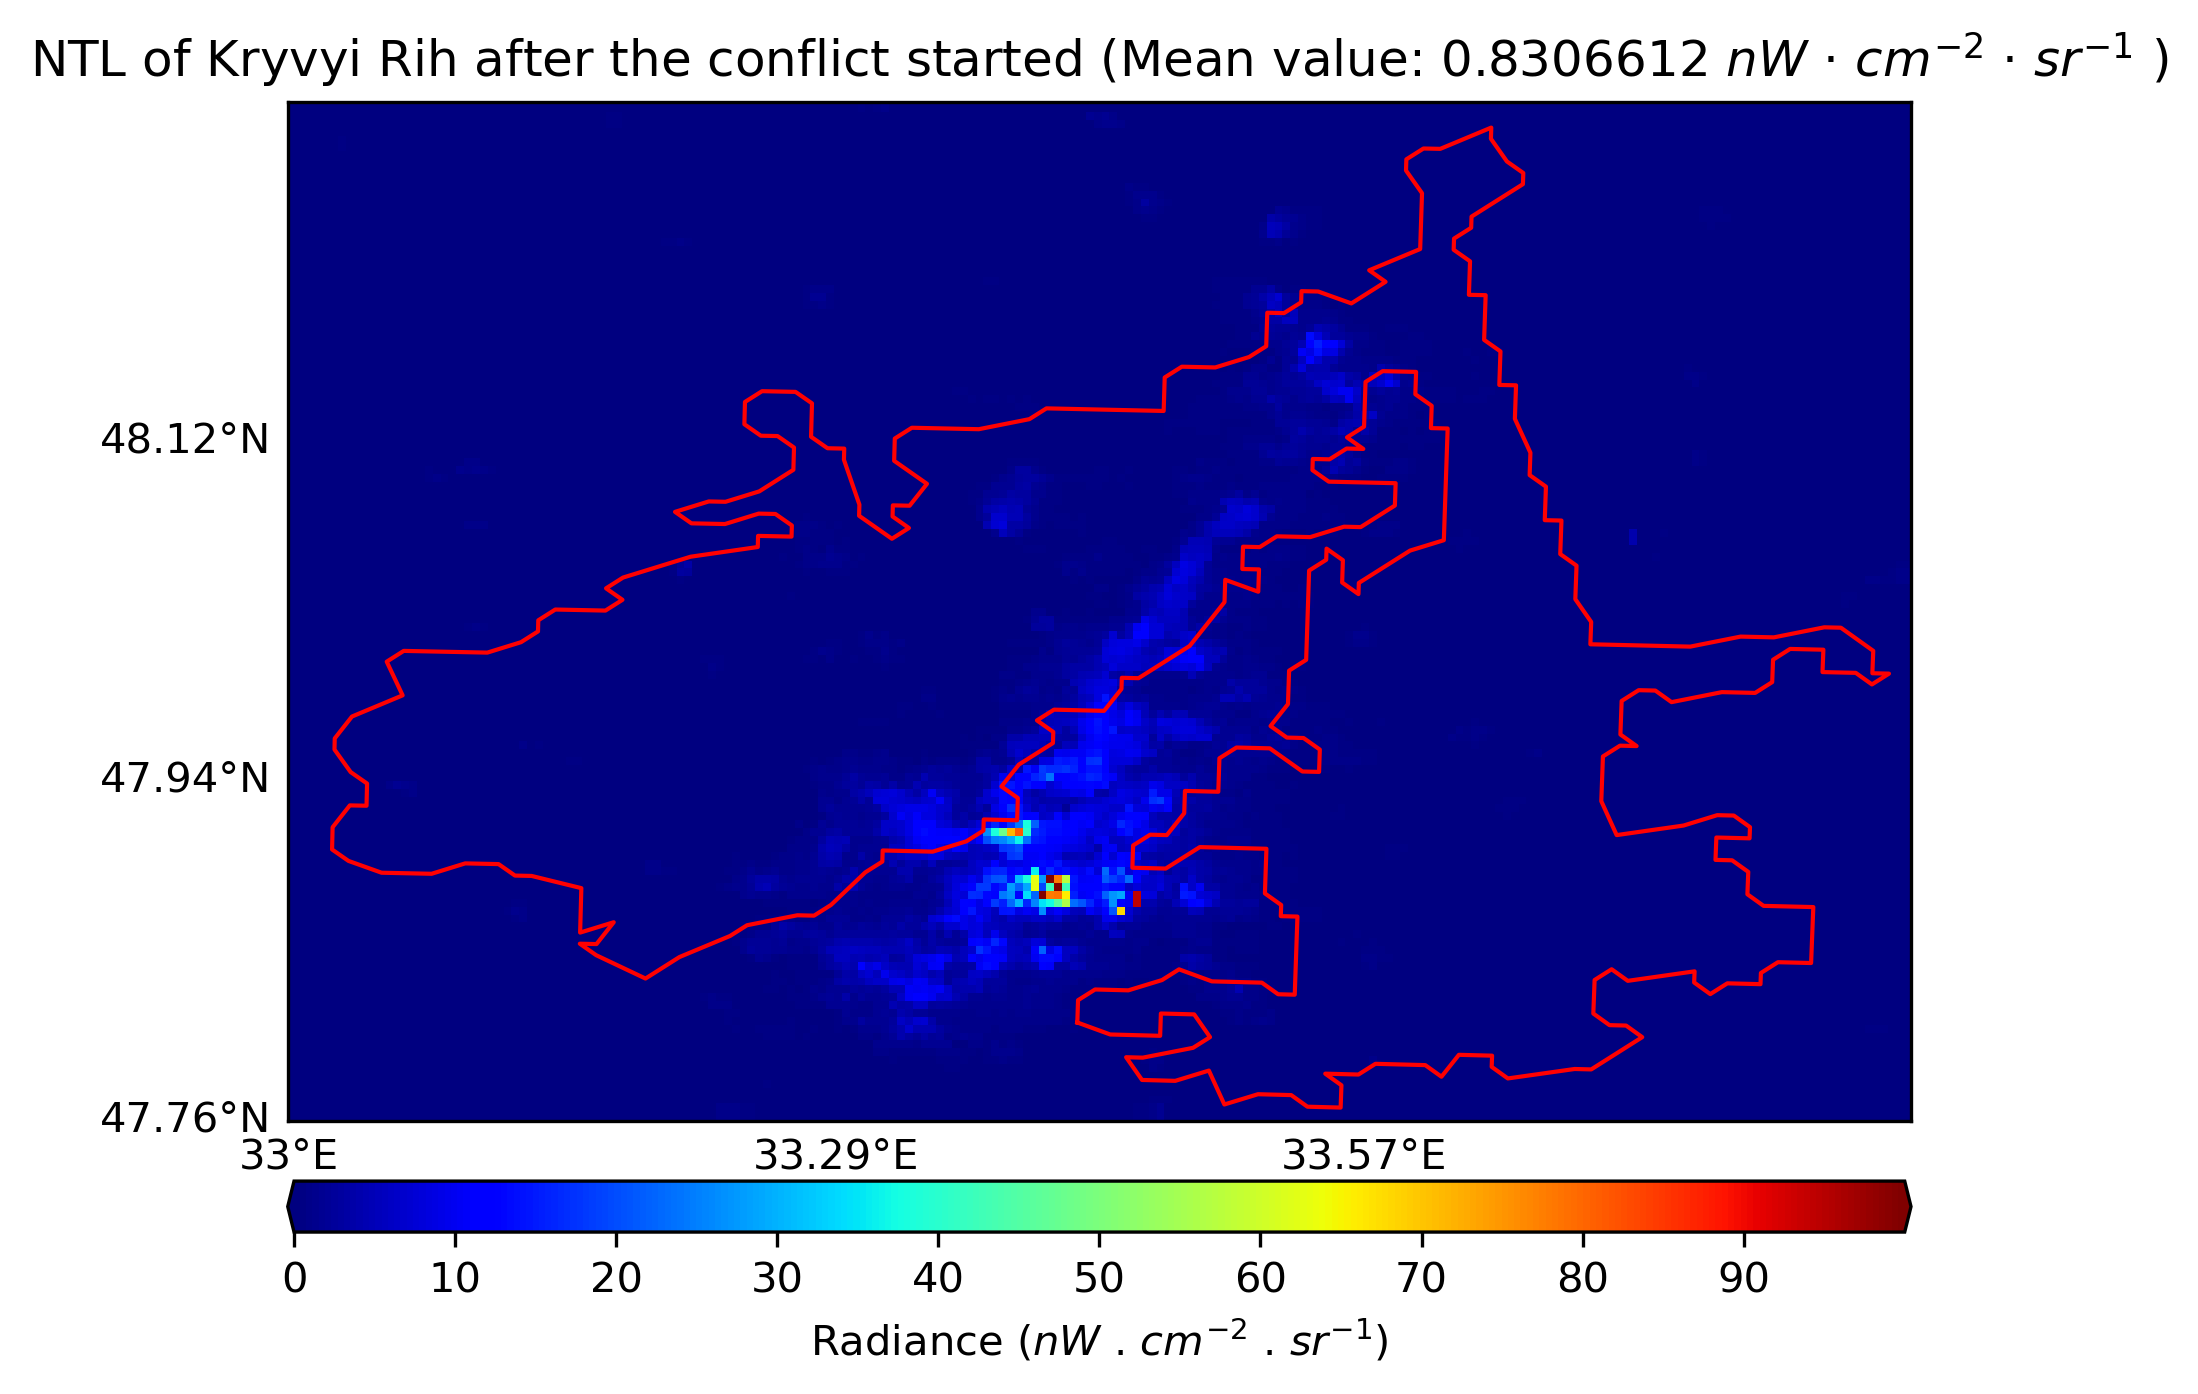 NTL of Kryvyi Rih after the conflict started (Mean value: 0.8306612 nW · cm⁻² · sr⁻¹ )
48.12°N
47.94°N
47.76°N
33°E 33.29°E 33.57°E
0 10 20 30 40 50 60 70 80 90
Radiance (nW . cm⁻² . sr⁻¹)